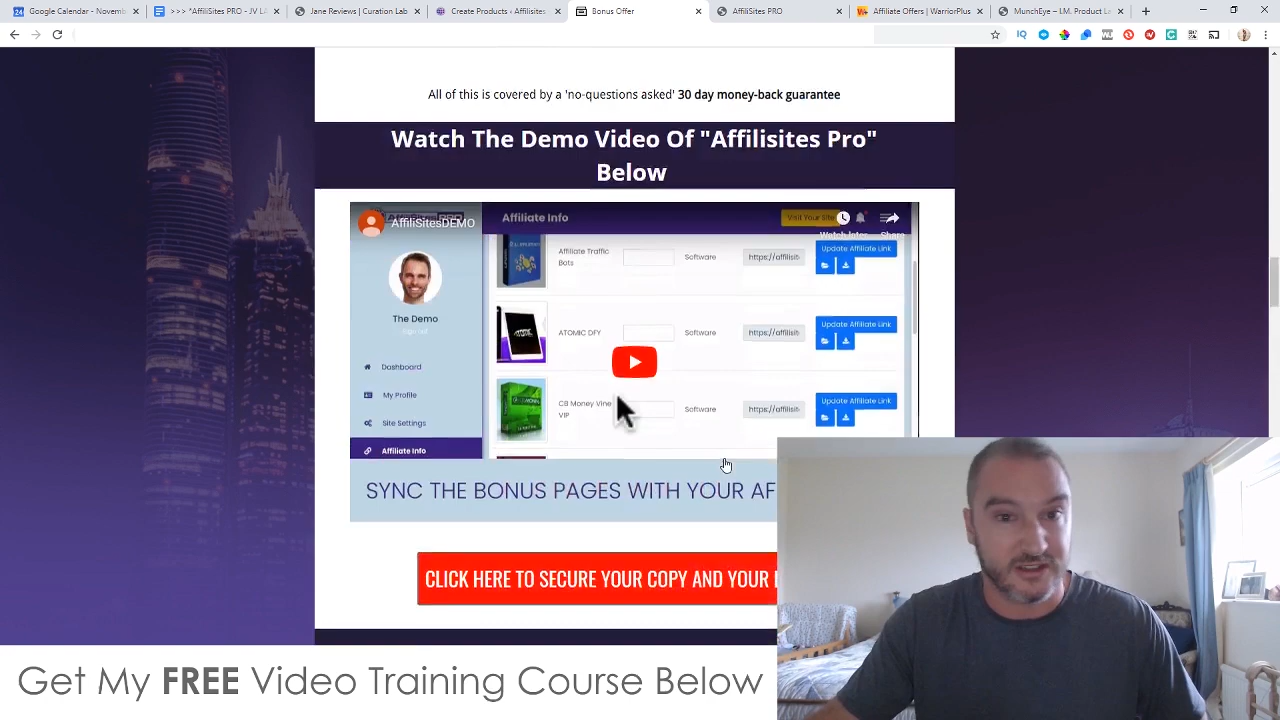 Google Calendar - Novemb
>>> *AffiliSites PRO - JV LA
Jane Reviews | Curation Lab
Create Products ‹ Affilisites
Bonus Offer
AffiliSites PRO
Affiliate Offers | WarriorPlus
MunchEye – I.M. Product L
All of this is covered by a 'no-questions asked' 30 day money-back guarantee
Watch The Demo Video Of "Affilisites Pro"
Below
AffiliSitesDEMO
Affiliate Info
Visit Your Site
Watch later
Share
Affiliate Traffic
Bots
Software
https://affilisit
Update Affiliate Link
The Demo
Sign out
ATOMIC DFY
Software
https://affilisit
Update Affiliate Link
Dashboard
My Profile
Site Settings
Affiliate Info
CB Money Vine
VIP
Software
https://affilisit
Update Affiliate Link
SYNC THE BONUS PAGES WITH YOUR AF
CLICK HERE TO SECURE YOUR COPY AND YOUR
Get My FREE Video Training Course Below